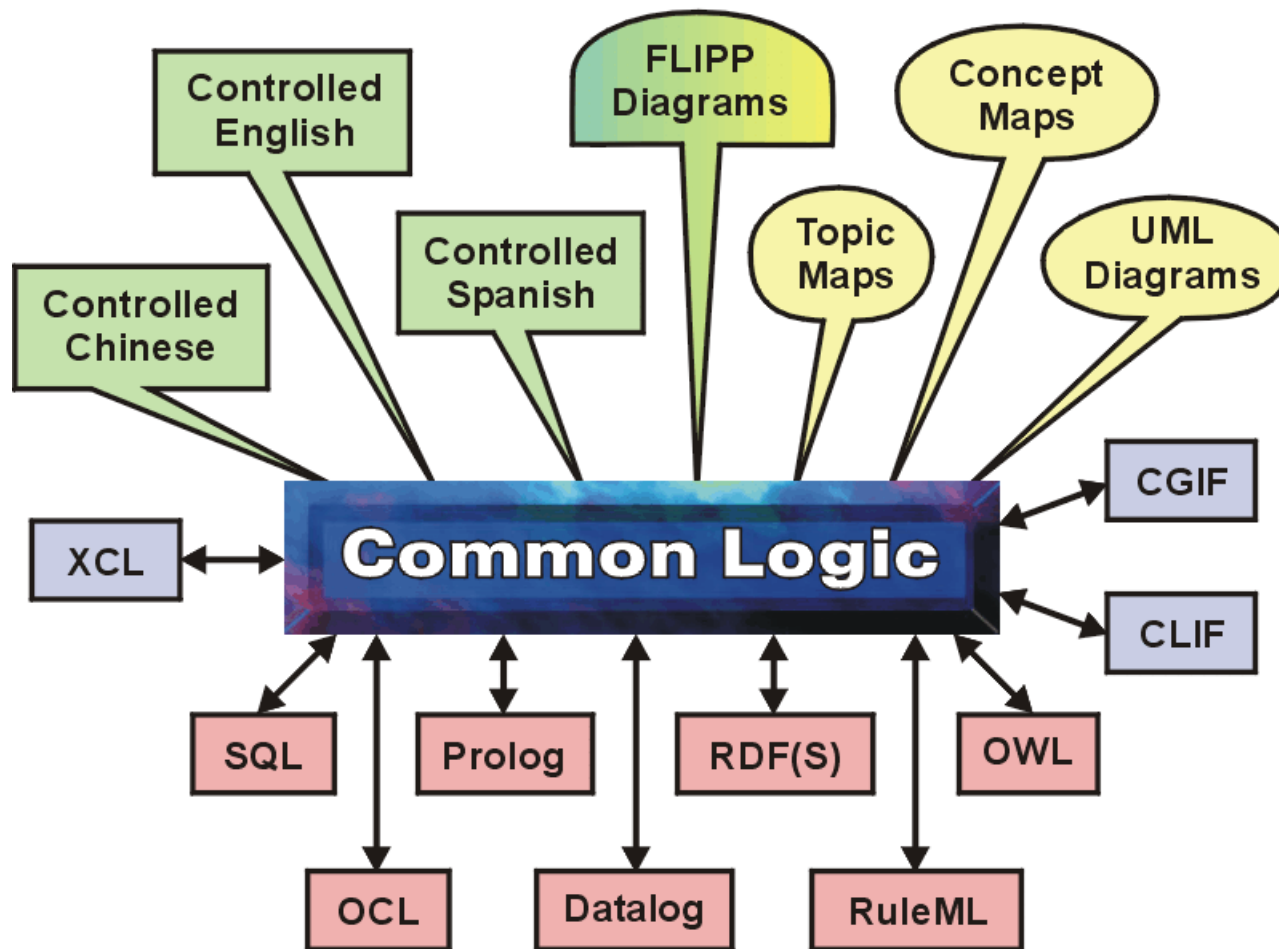 Controlled
English
FLIPP
Diagrams
Concept
Maps
Controlled
Chinese
Controlled
Spanish
Topic
Maps
UML
Diagrams
XCL
Common Logic
CGIF
CLIF
SQL
Prolog
RDF(S)
OWL
OCL
Datalog
RuleML